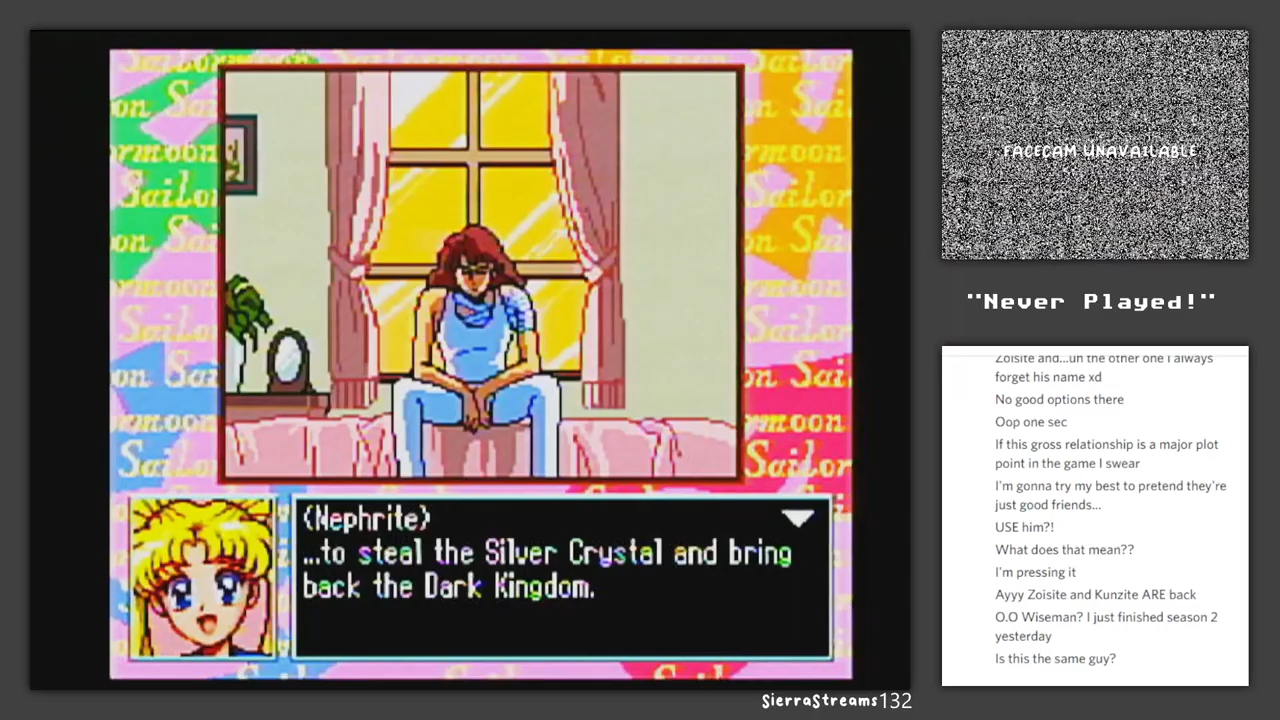 Sailormoon Sailormoon Sailormoon Sailor
FACECAM UNAVAILABLE
"Never Played!"
{Nephrite}
…to steal the Silver Crystal and bring
back the Dark Kingdom.
Zoisite and...uh the other one I always
forget his name xd
No good options there
Oop one sec
If this gross relationship is a major plot
point in the game I swear
I'm gonna try my best to pretend they're
just good friends...
USE him?!
What does that mean??
I'm pressing it
Ayyy Zoisite and Kunzite ARE back
O.O Wiseman? I just finished season 2
yesterday
Is this the same guy?
SierraStreams132